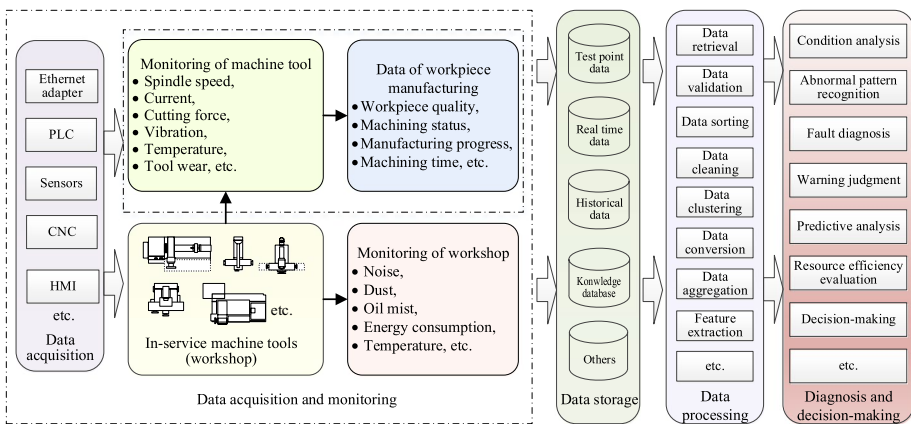 Ethernet
adapter
PLC
Sensors
CNC
HMI
etc.
Data
acquisition
Monitoring of machine tool
• Spindle speed,
• Current,
• Cutting force,
• Vibration,
• Temperature,
• Tool wear, etc.
Data of workpiece
manufacturing
• Workpiece quality,
• Machining status,
• Manufacturing progress,
• Machining time, etc.
etc.
In-service machine tools
(workshop)
Monitoring of workshop
• Noise,
• Dust,
• Oil mist,
• Energy consumption,
• Temperature, etc.
Data acquisition and monitoring
Test point
data
Real time
data
Historical
data
Konwledge
database
Others
Data storage
Data
retrieval
Data
validation
Data sorting
Data
cleaning
Data
clustering
Data
conversion
Data
aggregation
Feature
extraction
etc.
Data
processing
Condition analysis
Abnormal pattern
recognition
Fault diagnosis
Warning judgment
Predictive analysis
Resource efficiency
evaluation
Decision-making
etc.
Diagnosis and
decision-making